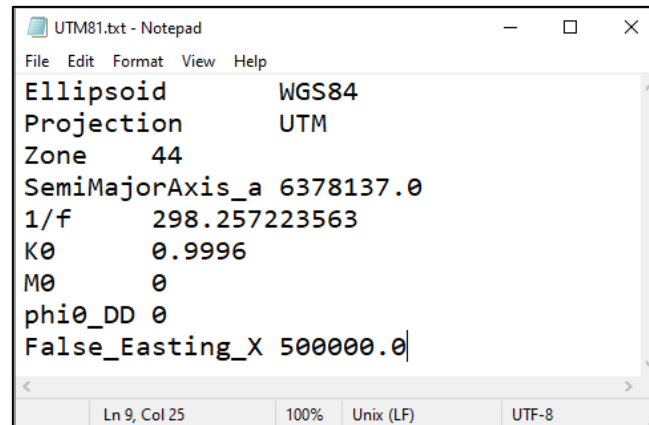 UTM81.txt - Notepad
File Edit Format View Help
Ellipsoid WGS84
Projection UTM
Zone 44
SemiMajorAxis_a 6378137.0
1/f 298.257223563
K0 0.9996
M0 0
phi0_DD 0
False_Easting_X 500000.0
Ln 9, Col 25 100% Unix (LF) UTF-8